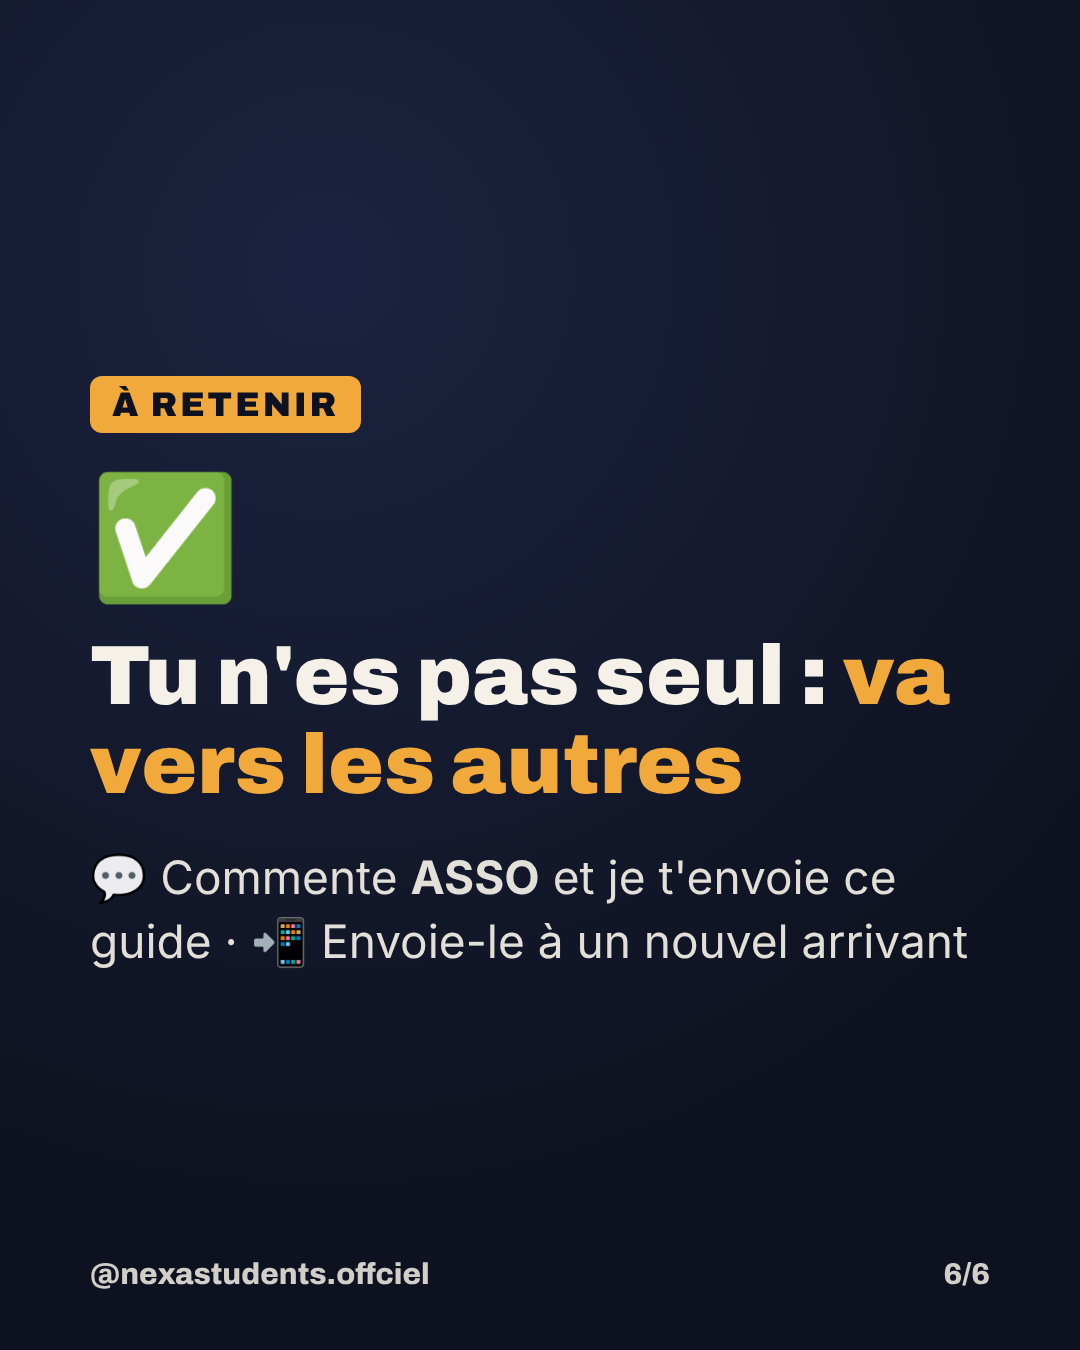 À RETENIR
Tu n'es pas seul : va
vers les autres
💬 Commente ASSO et je t'envoie ce
guide · 📲 Envoie-le à un nouvel arrivant
@nexastudents.offciel
6/6